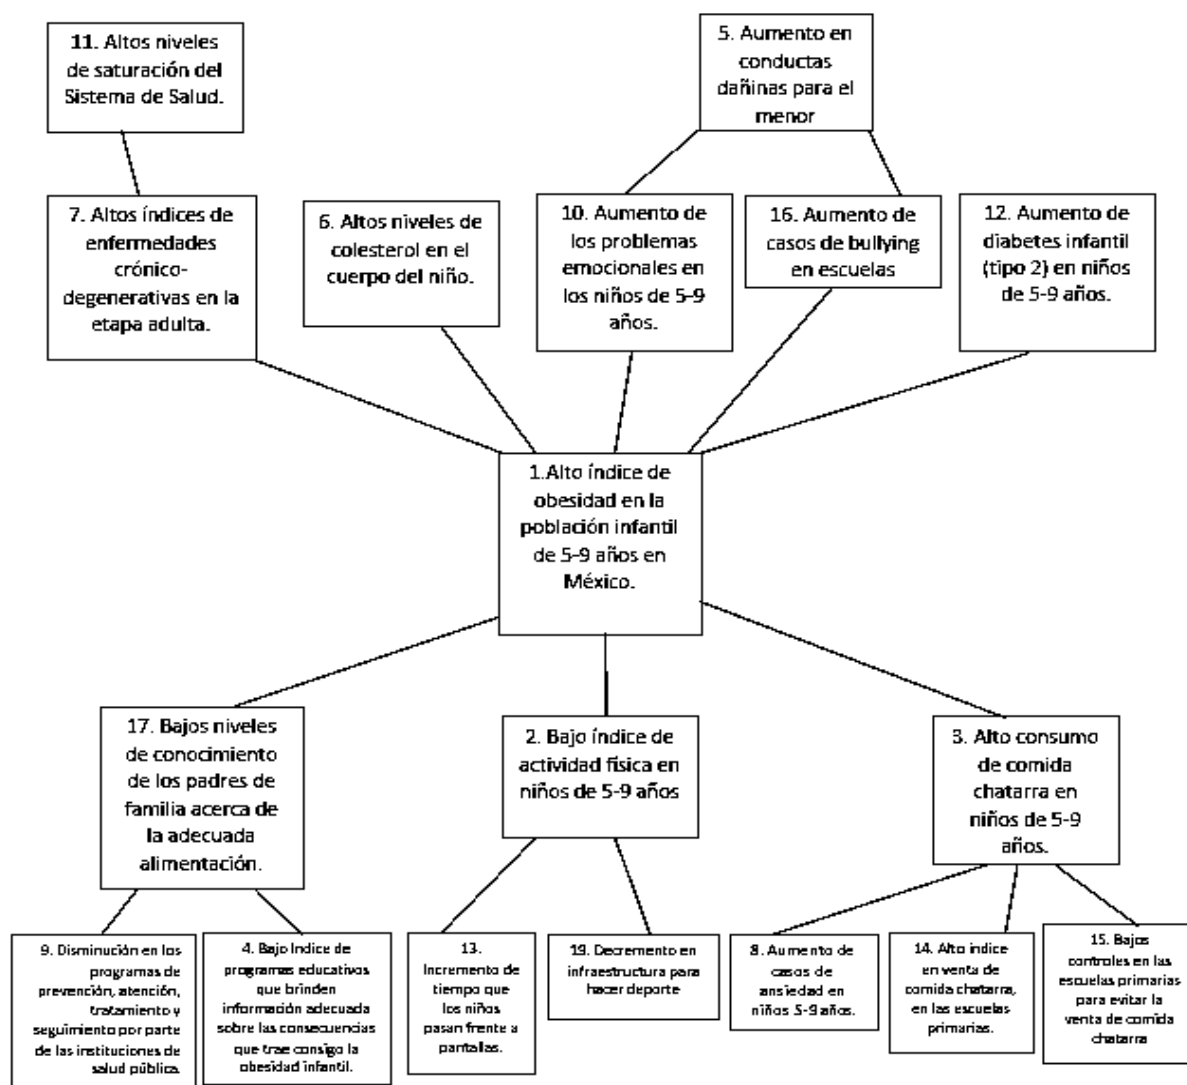 11. Altos niveles
de saturación del
Sistema de Salud.
5. Aumento en
conductas
dañinas para el
menor
7. Altos índices de
enfermedades
crónico-
degenerativas en la
etapa adulta.
6. Altos niveles de
colesterol en el
cuerpo del niño.
10. Aumento de
los problemas
emocionales en
los niños de 5-9
años.
16. Aumento de
casos de bullying
en escuelas
12. Aumento de
diabetes infantil
(tipo 2) en niños
de 5-9 años.
1.Alto índice de
obesidad en la
población infantil
de 5-9 años en
México.
17. Bajos niveles
de conocimiento
de los padres de
familia acerca de
la adecuada
alimentación.
2. Bajo índice de
actividad física en
niños de 5-9 años
3. Alto consumo
de comida
chatarra en
niños de 5-9
años.
9. Disminución en los
programas de
prevención, atención,
tratamiento y
seguimiento por parte
de las instituciones de
salud pública.
4. Bajo Indice de
programas educativos
que brinden
información adecuada
sobre las consecuencias
que trae consigo la
obesidad infantil.
13.
Incremento de
tiempo que
los niños
pasan frente a
pantallas.
19. Decremento en
infraestructura para
hacer deporte
8. Aumento de
casos de
ansiedad en
niños 5-9 años.
14. Alto índice
en venta de
comida chatarra,
en las escuelas
primarias.
15. Bajos
controles en las
escuelas primarias
para evitar la
venta de comida
chatarra